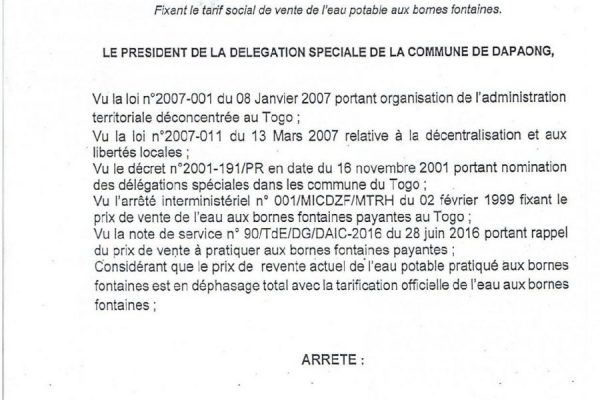 Fixant le tarif social de vente de l'eau potable aux bornes fontaines.
LE PRESIDENT DE LA DELEGATION SPECIALE DE LA COMMUNE DE DAPAONG,
Vu la loi n°2007-001 du 08 Janvier 2007 portant organisation de l'administration
territoriale déconcentrée au Togo ;
Vu la loi n°2007-011 du 13 Mars 2007 relative à la décentralisation et aux
libertés locales ;
Vu le décret n°2001-191/PR en date du 16 novembre 2001 portant nomination
des délégations spéciales dans les commune du Togo ;
Vu l'arrêté interministériel n° 001/MICDZF/MTRH du 02 février 1999 fixant le
prix de vente de l'eau aux bornes fontaines payantes au Togo ;
Vu la note de service n° 90/TdE/DG/DAIC-2016 du 28 juin 2016 portant rappel
du prix de vente à pratiquer aux bornes fontaines payantes ;
Considérant que le prix de revente actuel de l'eau potable pratiqué aux bornes
fontaines est en déphasage total avec la tarification officielle de l'eau aux bornes
fontaines ;
ARRETE :